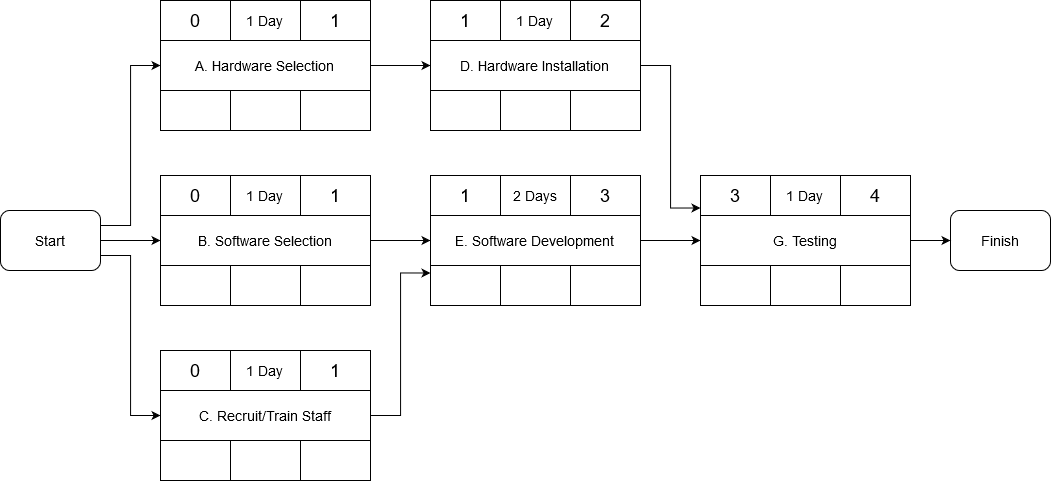 0 1 Day 1
A. Hardware Selection
1 1 Day 2
D. Hardware Installation
0 1 Day 1
B. Software Selection
1 2 Days 3
E. Software Development
3 1 Day 4
G. Testing
Start
Finish
0 1 Day 1
C. Recruit/Train Staff